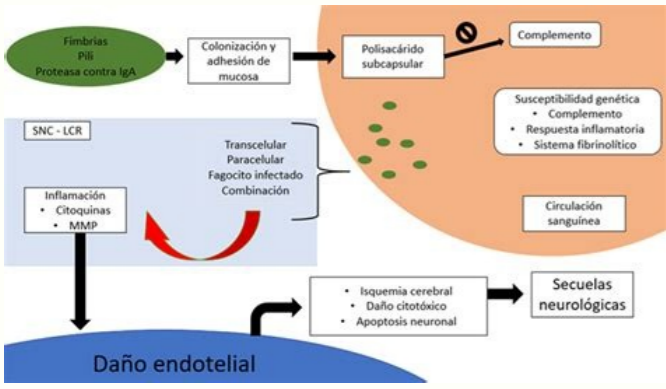 Fimbrias
Pili
Proteasa contra IgA
Colonización y
adhesión de
mucosa
Polisacárido
subcapsular
Complemento
Susceptibilidad genética
• Complemento
• Respuesta inflamatoria
• Sistema fibrinolítico
Circulación
sanguínea
SNC - LCR
Transcelular
Paracelular
Fagocito infectado
Combinación
Inflamación
• Citoquinas
• MMP
Daño endotelial
• Isquemia cerebral
• Daño citotóxico
• Apoptosis neuronal
Secuelas
neurológicas